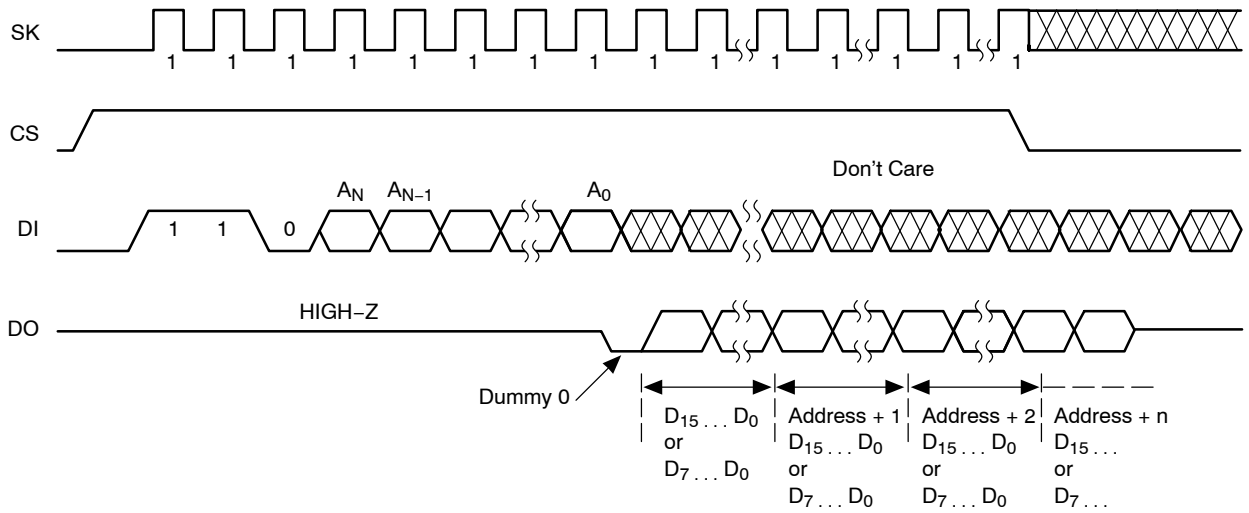 SK
1 1 1 1 1 1 1 1 1 1 1 1 1 1 1
CS
Don't Care
A_N A_N–1 A_0
DI 1 1 0
HIGH–Z
DO
Dummy 0
D15 . . . D0
or
D7 . . . D0
Address + 1
D15 . . . D0
or
D7 . . . D0
Address + 2
D15 . . . D0
or
D7 . . . D0
Address + n
D15 . . .
or
D7 . . .